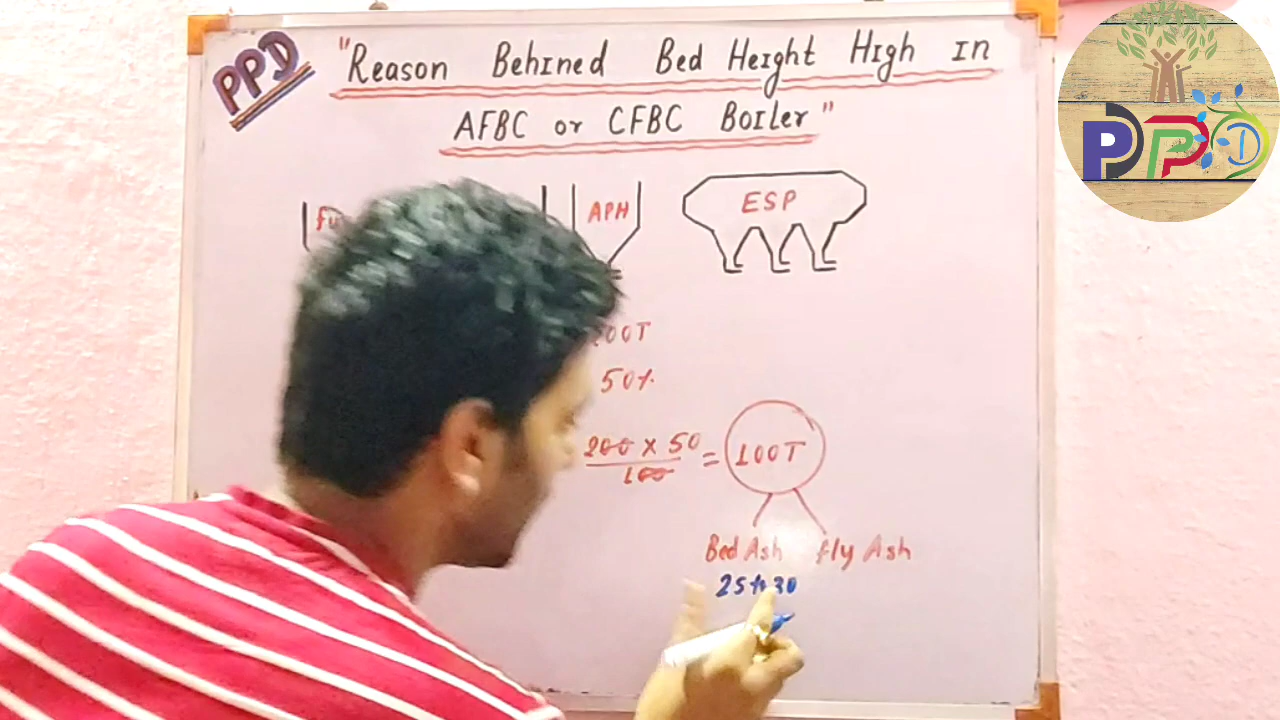 PPD
"Reason Behined Bed Height High in
AFBC or CFBC Boiler"
PPD
APH
ESP
50%
200 X 50
100
= 100T
Bed Ash fly Ash
25to30